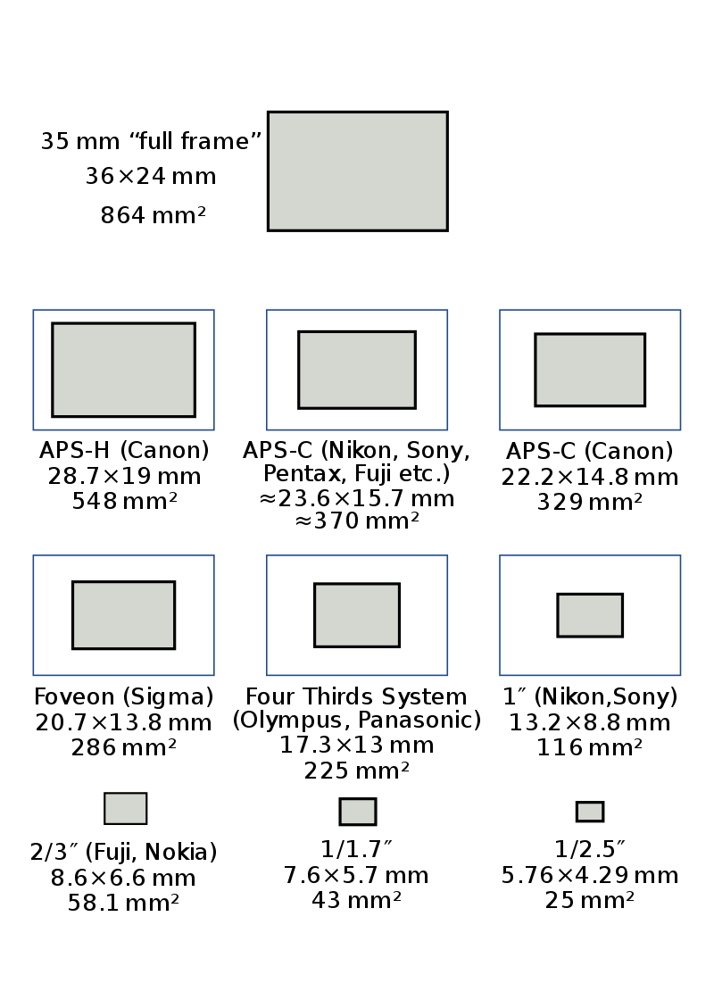 35 mm “full frame”
36×24 mm
864 mm²
APS-H (Canon)
28.7×19 mm
548 mm²
APS-C (Nikon, Sony,
Pentax, Fuji etc.)
≈23.6×15.7 mm
≈370 mm²
APS-C (Canon)
22.2×14.8 mm
329 mm²
Foveon (Sigma)
20.7×13.8 mm
286 mm²
Four Thirds System
(Olympus, Panasonic)
17.3×13 mm
225 mm²
1″ (Nikon,Sony)
13.2×8.8 mm
116 mm²
2/3″ (Fuji, Nokia)
8.6×6.6 mm
58.1 mm²
1/1.7″
7.6×5.7 mm
43 mm²
1/2.5″
5.76×4.29 mm
25 mm²